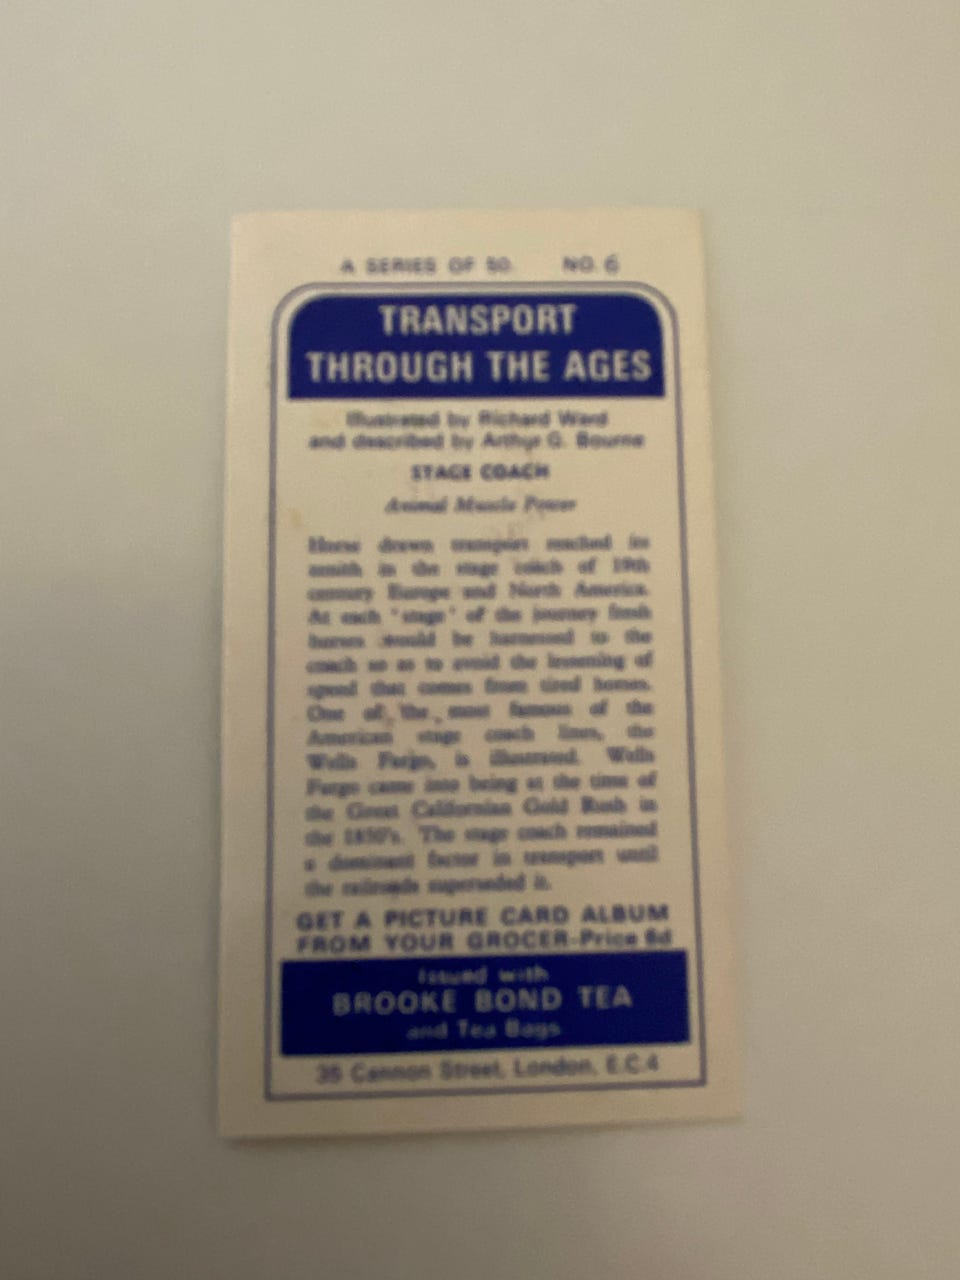 A SERIES OF 50 NO. 6
TRANSPORT
THROUGH THE AGES
Illustrated by Richard Ward
and described by Arthur G. Bourne
STAGE COACH
Animal Muscle Power
Horse drawn transport reached its
zenith in the stage coach of 19th
century Europe and North America.
At each "stage" of the journey fresh
horses would be harnessed to the
coach so as to avoid the lessening of
speed that comes from tired horses.
One of the most famous of the
American stage coach lines, the
Wells Fargo, is illustrated. Wells
Fargo came into being at the time of
the Great Californian Gold Rush in
the 1850's. The stage coach remained
a dominant factor in transport until
the railroads superseded it.
GET A PICTURE CARD ALBUM
FROM YOUR GROCER-Price 6d
Issued with
BROOKE BOND TEA
and Tea Bags
35 Cannon Street, London, E.C.4